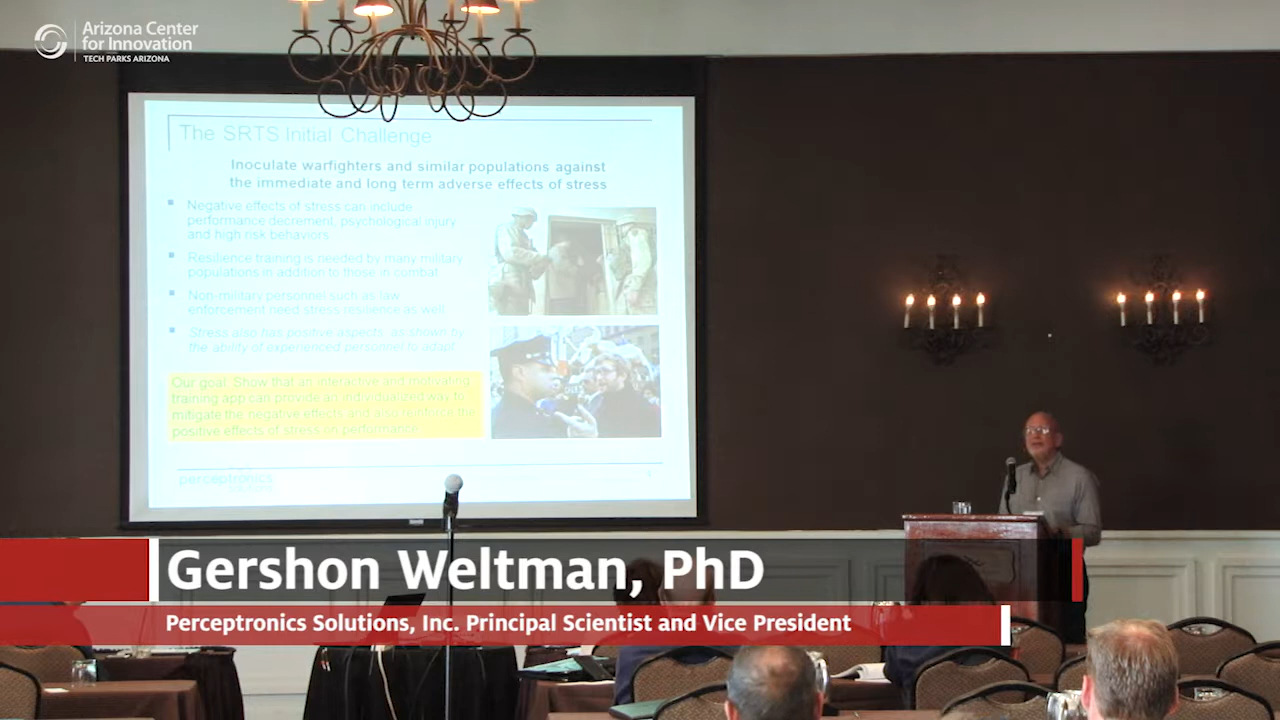 Arizona Center
for Innovation
TECH PARKS ARIZONA
The SRTS Initial Challenge
Inoculate warfighters and similar populations against
the immediate and long term adverse effects of stress
Negative effects of stress can include
performance decrement, psychological injury
and high risk behaviors
Resilience training is needed by many military
populations in addition to those in combat
Non-military personnel such as law
enforcement need stress resilience as well
Stress also has positive aspects, as shown by
the ability of experienced personnel to adapt
Our goal: Show that an interactive and motivating
training app can provide an individualized way to
mitigate the negative effects and also reinforce the
positive effects of stress on performance
perceptronics
Gershon Weltman, PhD
Perceptronics Solutions, Inc. Principal Scientist and Vice President